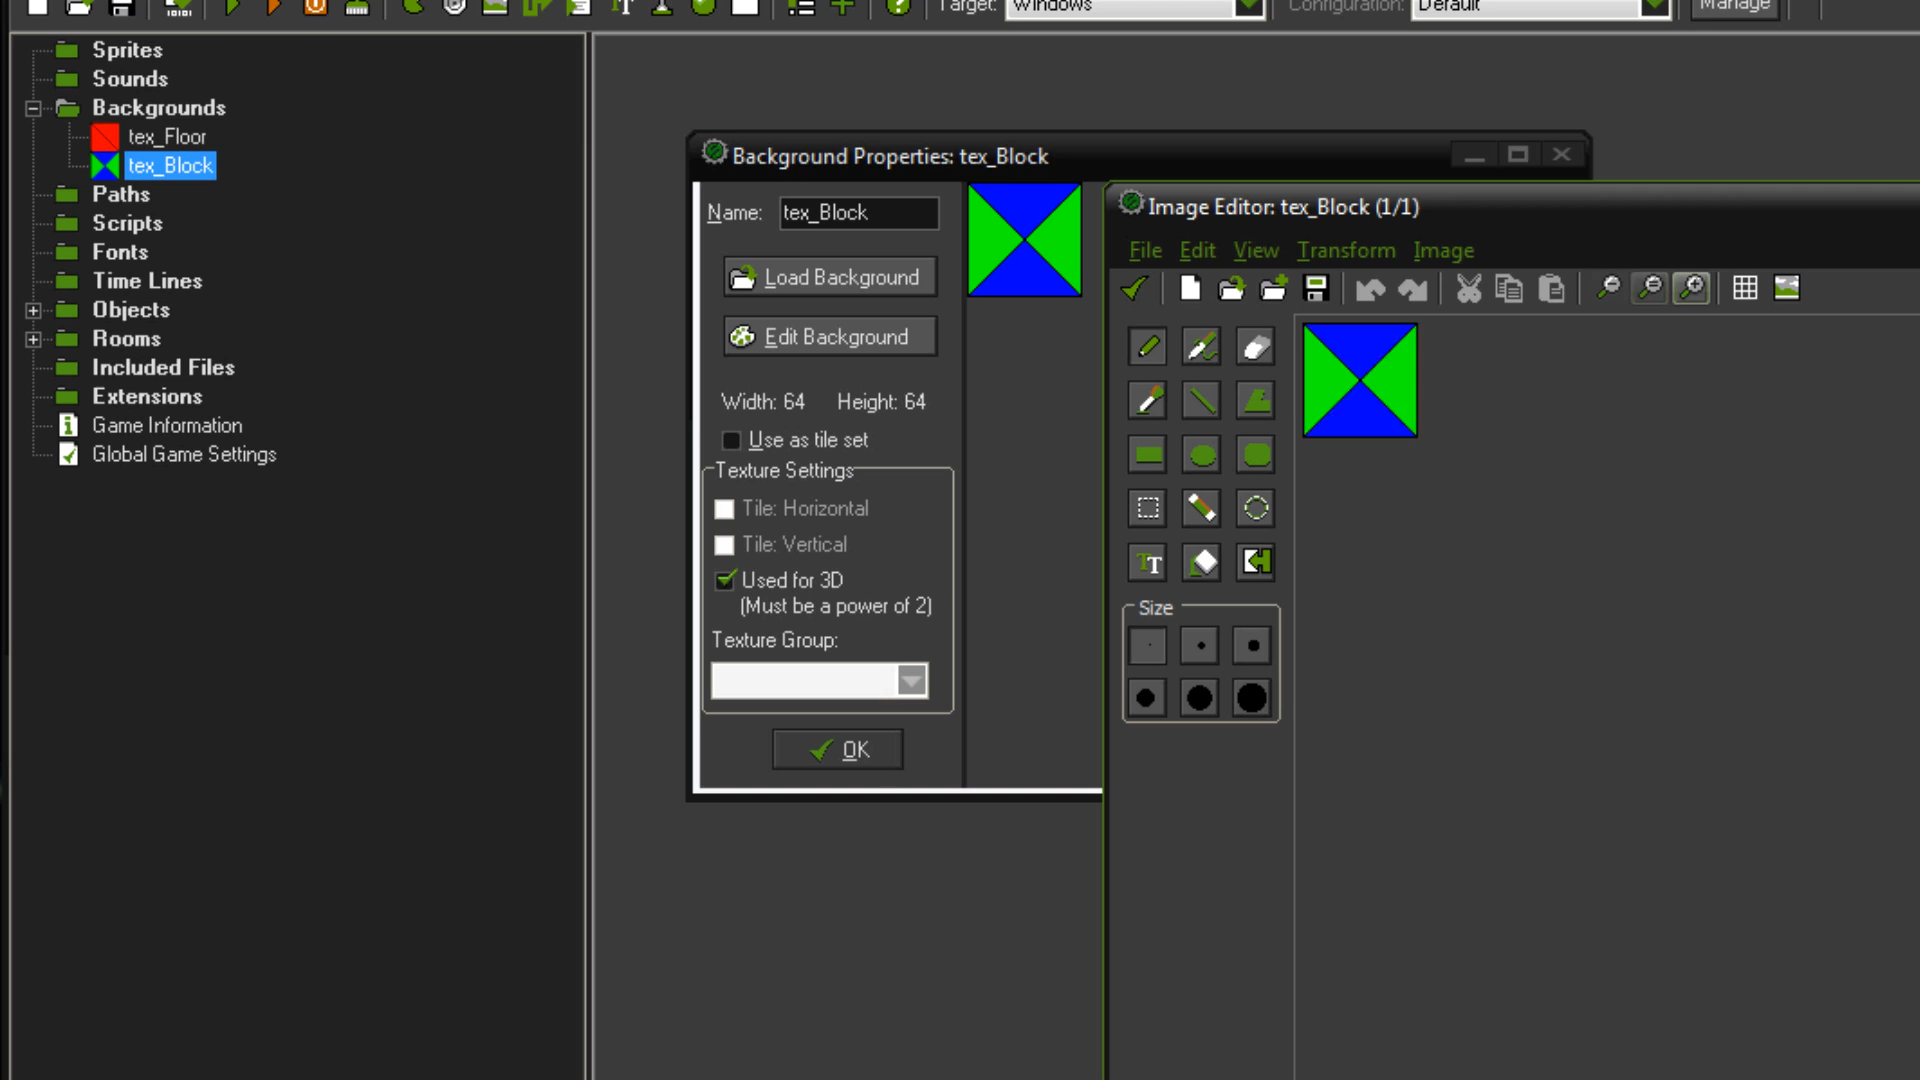 Target: Windows Configuration: Default Manage
Sprites
Sounds
Backgrounds
tex_Floor
tex_Block
Paths
Scripts
Fonts
Time Lines
Objects
Rooms
Included Files
Extensions
Game Information
Global Game Settings
Background Properties: tex_Block
Name: tex_Block
Load Background
Edit Background
Width: 64 Height: 64
Use as tile set
Texture Settings
Tile: Horizontal
Tile: Vertical
Used for 3D
(Must be a power of 2)
Texture Group:
OK
Image Editor: tex_Block (1/1)
File Edit View Transform Image
Size